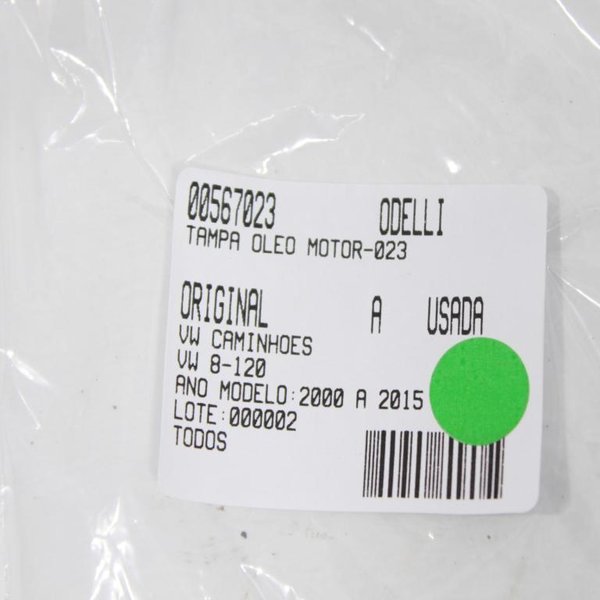 00567023 ODELLI
TAMPA OLEO MOTOR-023
ORIGINAL A USADA
VW CAMINHOES
VW 8-120
ANO MODELO:2000 A 2015
LOTE:000002
TODOS